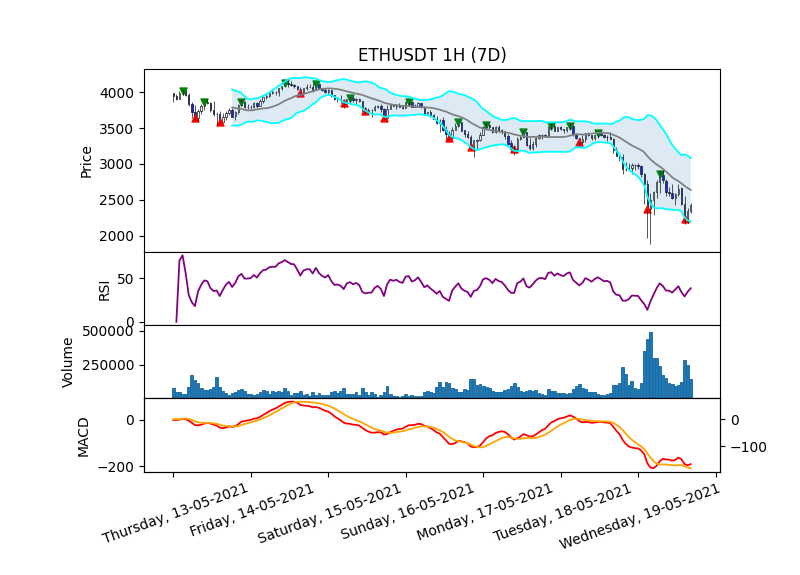 ETHUSDT 1H (7D)
4000
3500
3000
2500
2000
Price
50
0
RSI
500000
250000
Volume
0
−200
MACD
0
−100
Thursday, 13-05-2021
Friday, 14-05-2021
Saturday, 15-05-2021
Sunday, 16-05-2021
Monday, 17-05-2021
Tuesday, 18-05-2021
Wednesday, 19-05-2021